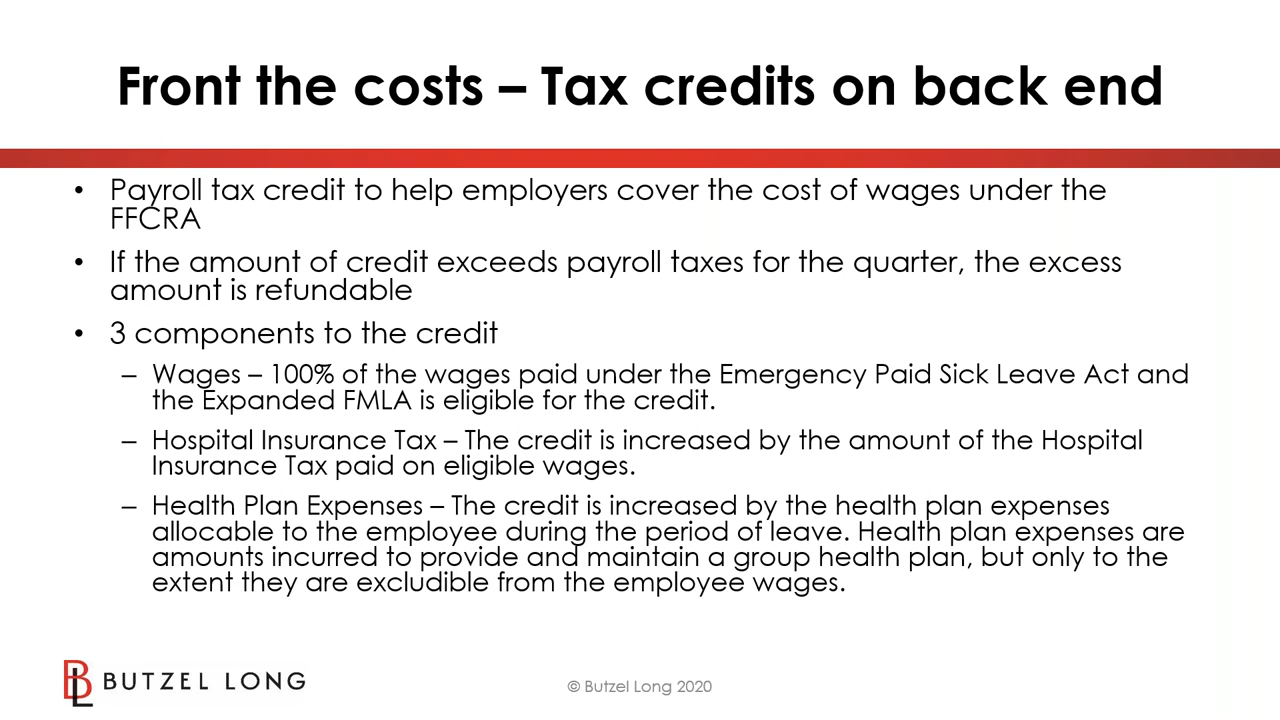 Front the costs – Tax credits on back end
• Payroll tax credit to help employers cover the cost of wages under the
FFCRA
• If the amount of credit exceeds payroll taxes for the quarter, the excess
amount is refundable
• 3 components to the credit
– Wages – 100% of the wages paid under the Emergency Paid Sick Leave Act and
the Expanded FMLA is eligible for the credit.
– Hospital Insurance Tax – The credit is increased by the amount of the Hospital
Insurance Tax paid on eligible wages.
– Health Plan Expenses – The credit is increased by the health plan expenses
allocable to the employee during the period of leave. Health plan expenses are
amounts incurred to provide and maintain a group health plan, but only to the
extent they are excludible from the employee wages.
BL BUTZEL LONG
© Butzel Long 2020